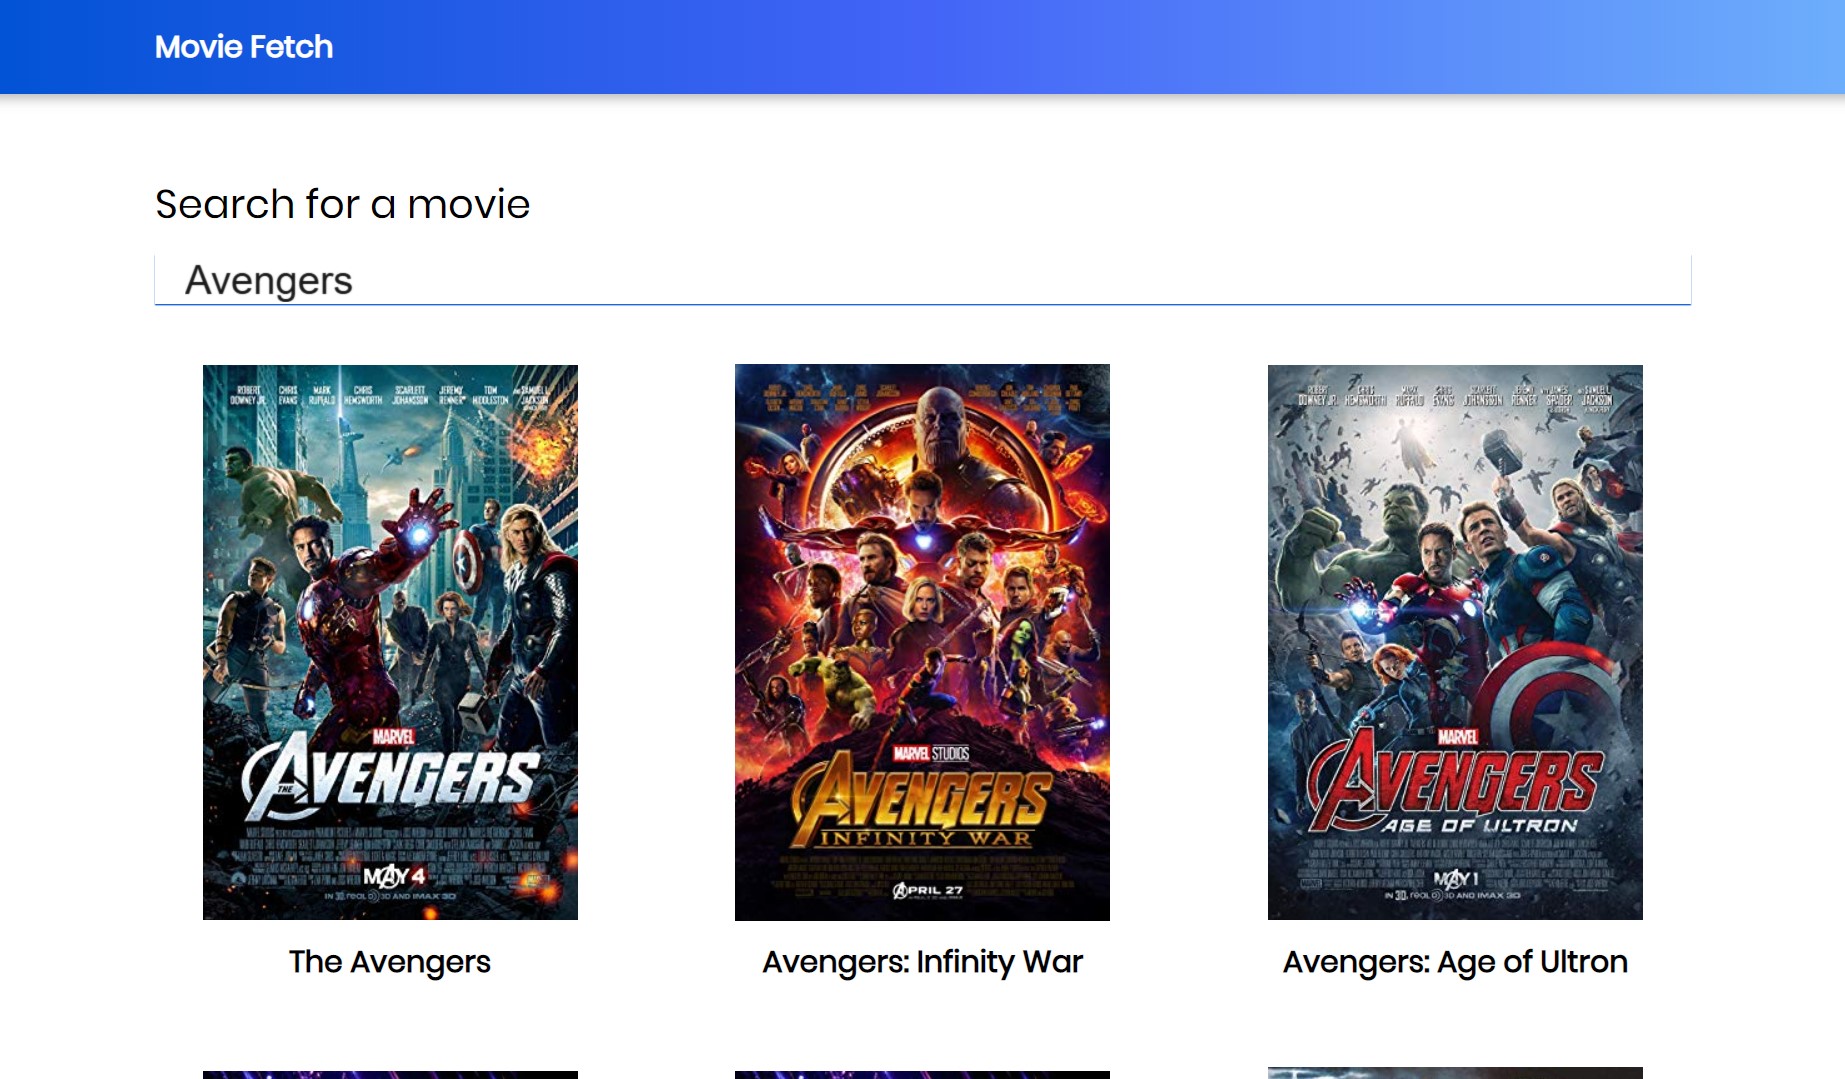 Movie Fetch
Search for a movie
Avengers
ROBERT DOWNEY JR. CHRIS EVANS MARK RUFFALO CHRIS HEMSWORTH SCARLETT JOHANSSON JEREMY RENNER TOM HIDDLESTON AND SAMUEL L. JACKSON
MARVEL
THE AVENGERS
MAY 4
IN 3D, REAL D 3D AND IMAX 3D
MARVEL STUDIOS
AVENGERS
INFINITY WAR
APRIL 27
ROBERT DOWNEY JR. CHRIS HEMSWORTH MARK RUFFALO CHRIS EVANS SCARLETT JOHANSSON JEREMY RENNER WITH JAMES SPADER AND SAMUEL L. JACKSON
MARVEL
AVENGERS
AGE OF ULTRON
MAY 1
IN 3D, REAL D 3D AND IMAX 3D
The Avengers
Avengers: Infinity War
Avengers: Age of Ultron